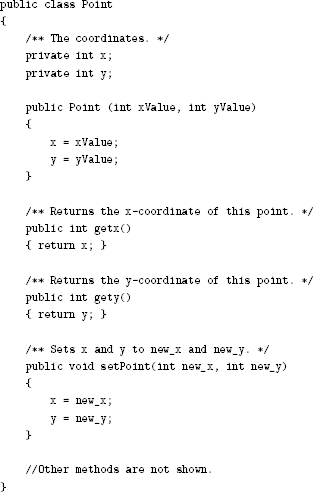 public class Point
{
    /** The coordinates. */
    private int x;
    private int y;

    public Point (int xValue, int yValue)
    {
        x = xValue;
        y = yValue;
    }

    /** Returns the x-coordinate of this point. */
    public int getx()
    { return x; }

    /** Returns the y-coordinate of this point. */
    public int gety()
    { return y; }

    /** Sets x and y to new_x and new_y. */
    public void setPoint(int new_x, int new_y)
    {
        x = new_x;
        y = new_y;
    }

    //Other methods are not shown.
}